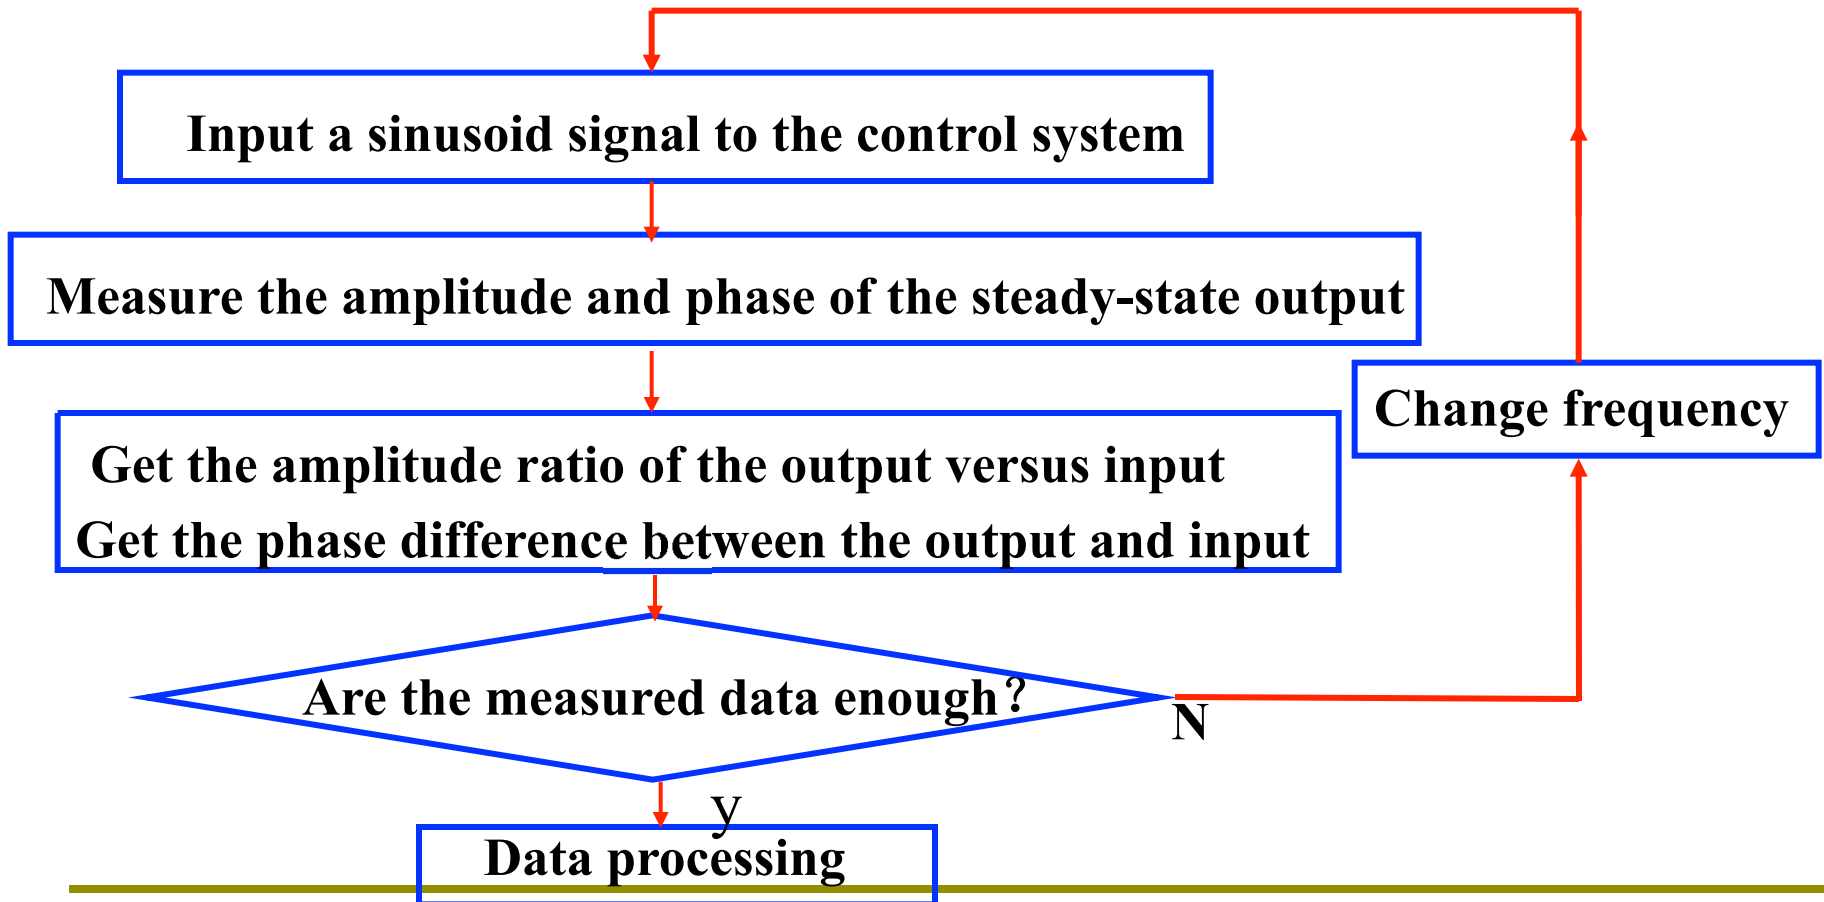 Input a sinusoid signal to the control system
Measure the amplitude and phase of the steady-state output
Change frequency
Get the amplitude ratio of the output versus input
Get the phase difference between the output and input
Are the measured data enough？
N
y
Data processing